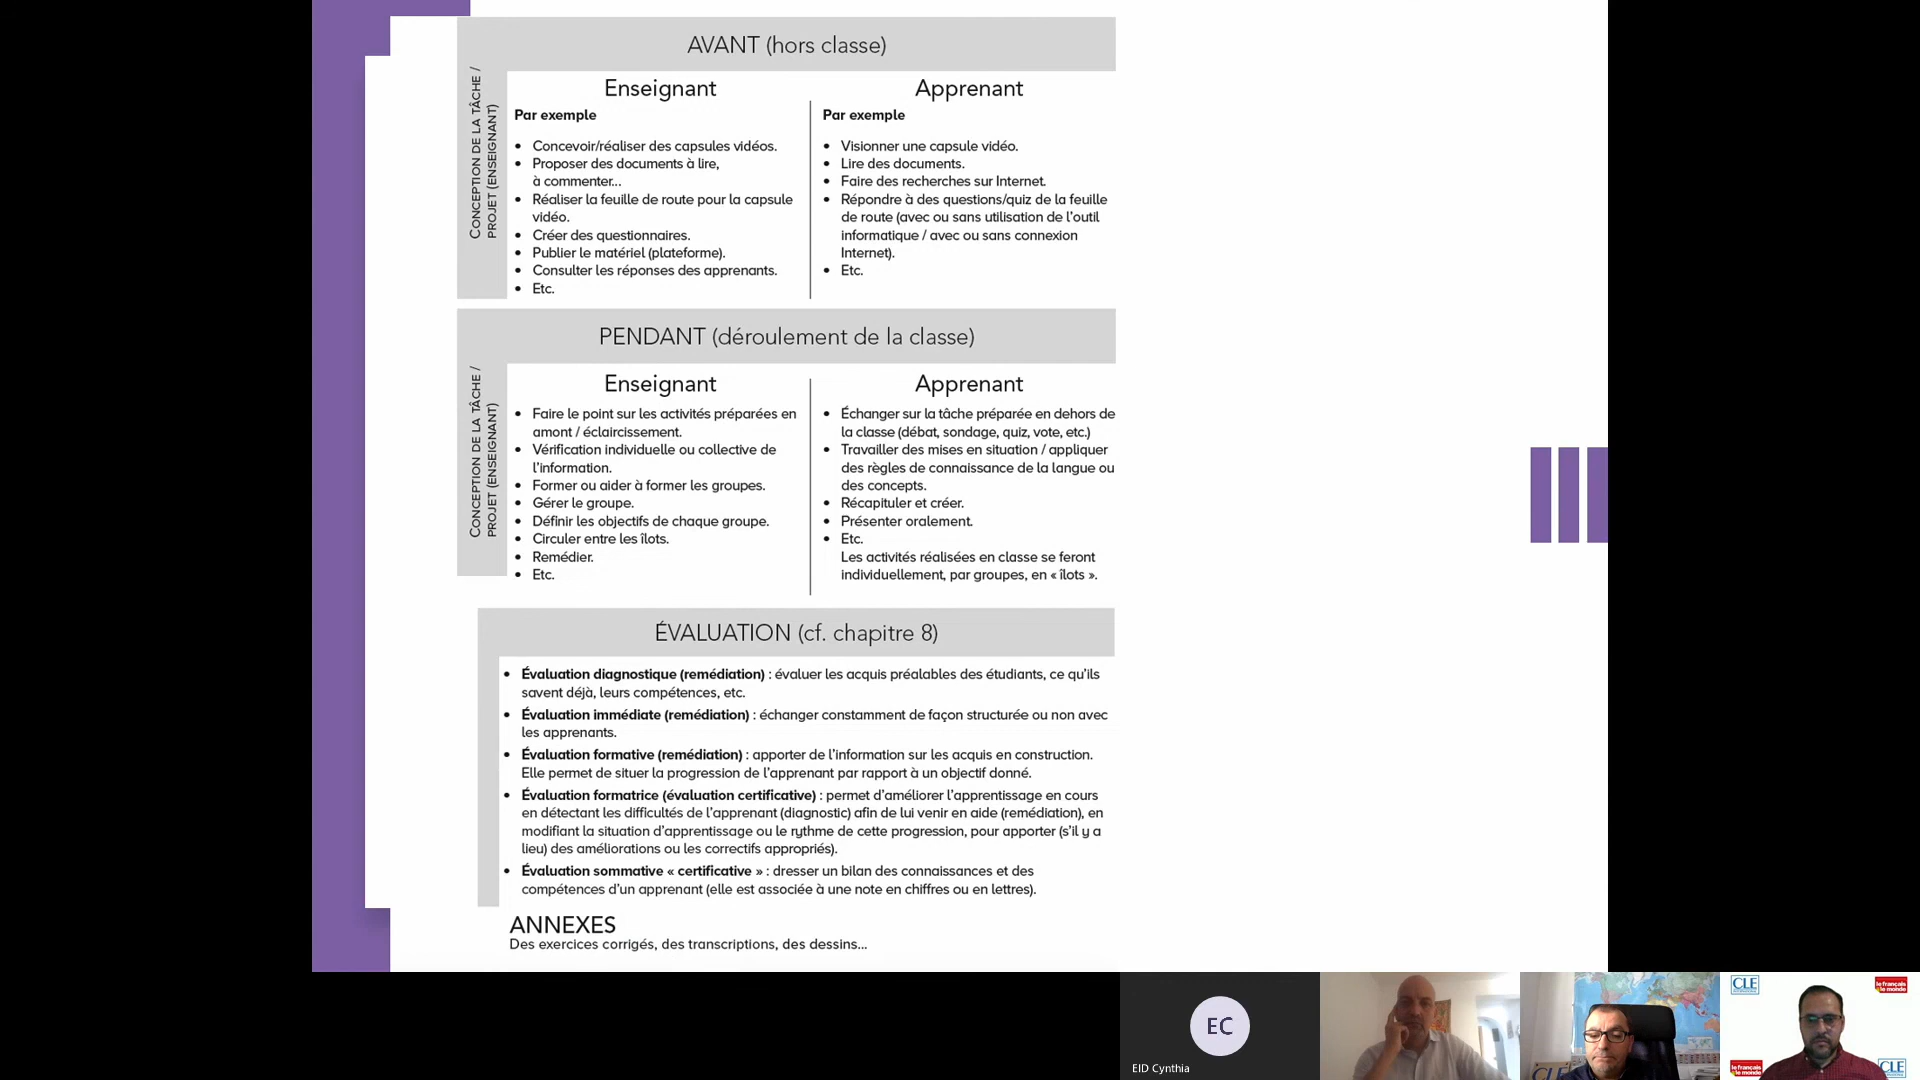 AVANT (hors classe)
CONCEPTION DE LA TÂCHE /
PROJET (ENSEIGNANT)
Enseignant
Par exemple
• Concevoir/réaliser des capsules vidéos.
• Proposer des documents à lire,
à commenter...
• Réaliser la feuille de route pour la capsule
vidéo.
• Créer des questionnaires.
• Publier le matériel (plateforme).
• Consulter les réponses des apprenants.
• Etc.
Apprenant
Par exemple
• Visionner une capsule vidéo.
• Lire des documents.
• Faire des recherches sur Internet.
• Répondre à des questions/quiz de la feuille
de route (avec ou sans utilisation de l'outil
informatique / avec ou sans connexion
Internet).
• Etc.
PENDANT (déroulement de la classe)
CONCEPTION DE LA TÂCHE /
PROJET (ENSEIGNANT)
Enseignant
• Faire le point sur les activités préparées en
amont / éclaircissement.
• Vérification individuelle ou collective de
l'information.
• Former ou aider à former les groupes.
• Gérer le groupe.
• Définir les objectifs de chaque groupe.
• Circuler entre les îlots.
• Remédier.
• Etc.
Apprenant
• Échanger sur la tâche préparée en dehors de
la classe (débat, sondage, quiz, vote, etc.)
• Travailler des mises en situation / appliquer
des règles de connaissance de la langue ou
des concepts.
• Récapituler et créer.
• Présenter oralement.
• Etc.
Les activités réalisées en classe se feront
individuellement, par groupes, en « îlots ».
ÉVALUATION (cf. chapitre 8)
• Évaluation diagnostique (remédiation) : évaluer les acquis préalables des étudiants, ce qu'ils
savent déjà, leurs compétences, etc.
• Évaluation immédiate (remédiation) : échanger constamment de façon structurée ou non avec
les apprenants.
• Évaluation formative (remédiation) : apporter de l'information sur les acquis en construction.
Elle permet de situer la progression de l'apprenant par rapport à un objectif donné.
• Évaluation formatrice (évaluation certificative) : permet d'améliorer l'apprentissage en cours
en détectant les difficultés de l'apprenant (diagnostic) afin de lui venir en aide (remédiation), en
modifiant la situation d'apprentissage ou le rythme de cette progression, pour apporter (s'il y a
lieu) des améliorations ou les correctifs appropriés).
• Évaluation sommative « certificative » : dresser un bilan des connaissances et des
compétences d'un apprenant (elle est associée à une note en chiffres ou en lettres).
ANNEXES
Des exercices corrigés, des transcriptions, des dessins...
EC
EID Cynthia
CLE
CLE
le français
le monde
CLE